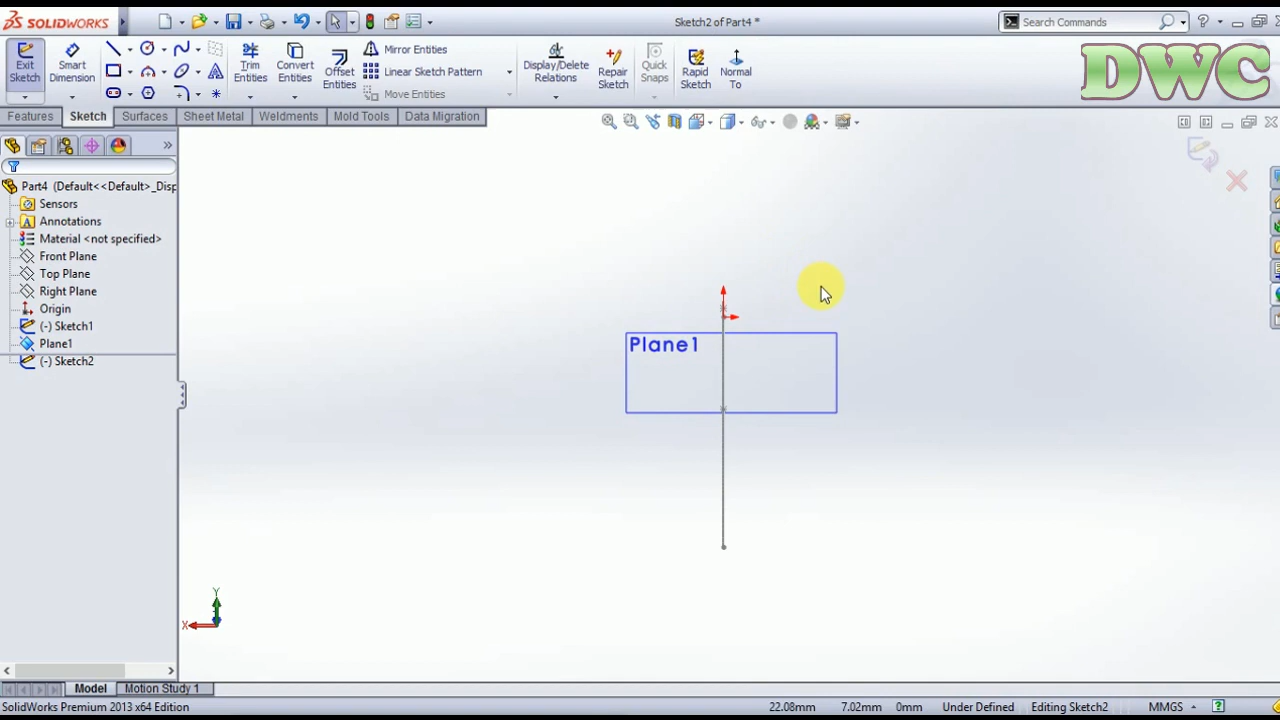 SOLIDWORKS
Sketch2 of Part4 *
Search Commands
Exit Sketch
Smart Dimension
Trim Entities
Convert Entities
Offset Entities
Mirror Entities
Linear Sketch Pattern
Move Entities
Display/Delete Relations
Repair Sketch
Quick Snaps
Rapid Sketch
Normal To
DWC
Features
Sketch
Surfaces
Sheet Metal
Weldments
Mold Tools
Data Migration
Part4 (Default<<Default>_Disp
Sensors
Annotations
Material <not specified>
Front Plane
Top Plane
Right Plane
Origin
(-) Sketch1
Plane1
(-) Sketch2
Plane1
Y
X
Model
Motion Study 1
SolidWorks Premium 2013 x64 Edition
22.08mm
7.02mm
0mm
Under Defined
Editing Sketch2
MMGS